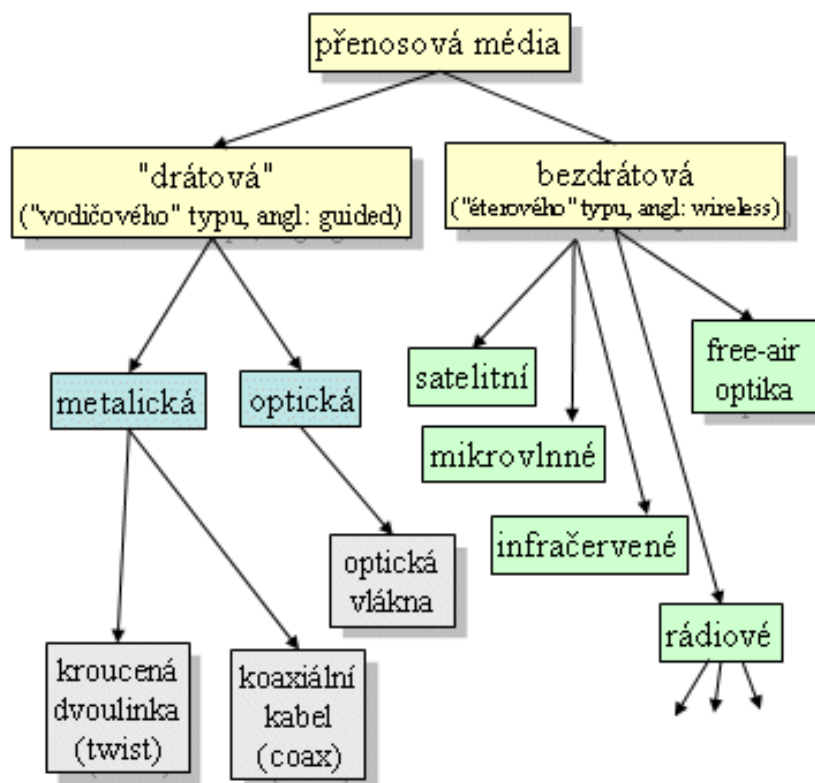 přenosová média
"drátová"
("vodičového" typu, angl: guided)
bezdrátová
("éterového" typu, angl: wireless)
metalická
optická
satelitní
mikrovlnné
infračervené
free-air
optika
rádiové
kroucená
dvoulinka
(twist)
koaxiální
kabel
(coax)
optická
vlákna